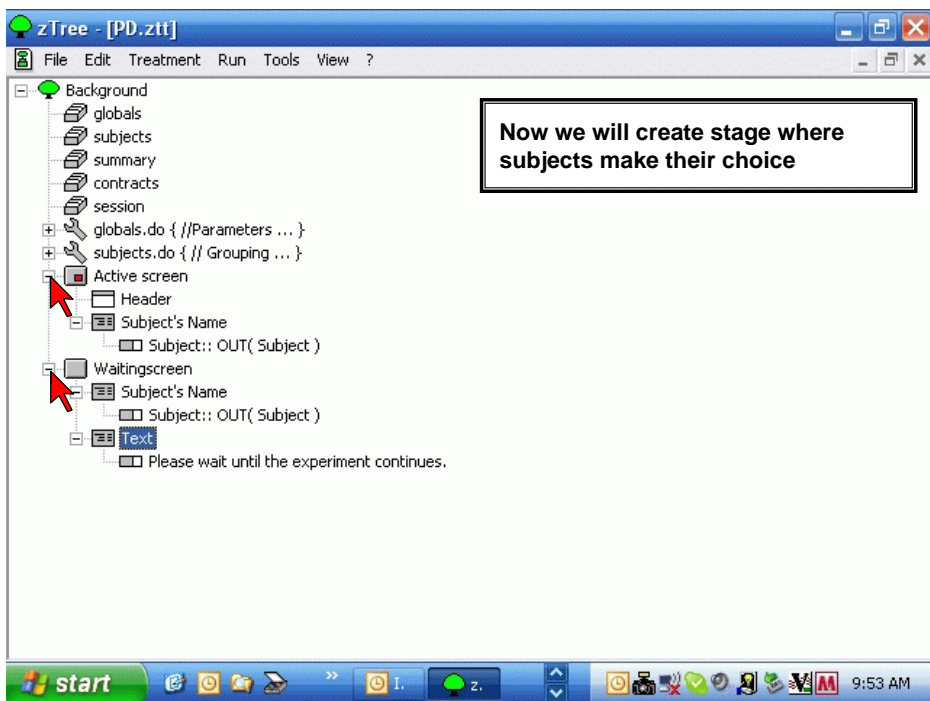 zTree - [PD.ztt]
File Edit Treatment Run Tools View ?
Background
globals
subjects
summary
contracts
session
globals.do { //Parameters ... }
subjects.do { // Grouping ... }
Active screen
Header
Subject's Name
Subject:: OUT( Subject )
Waitingscreen
Subject's Name
Subject:: OUT( Subject )
Text
Please wait until the experiment continues.
Now we will create stage where
subjects make their choice
start
I.
z.
9:53 AM